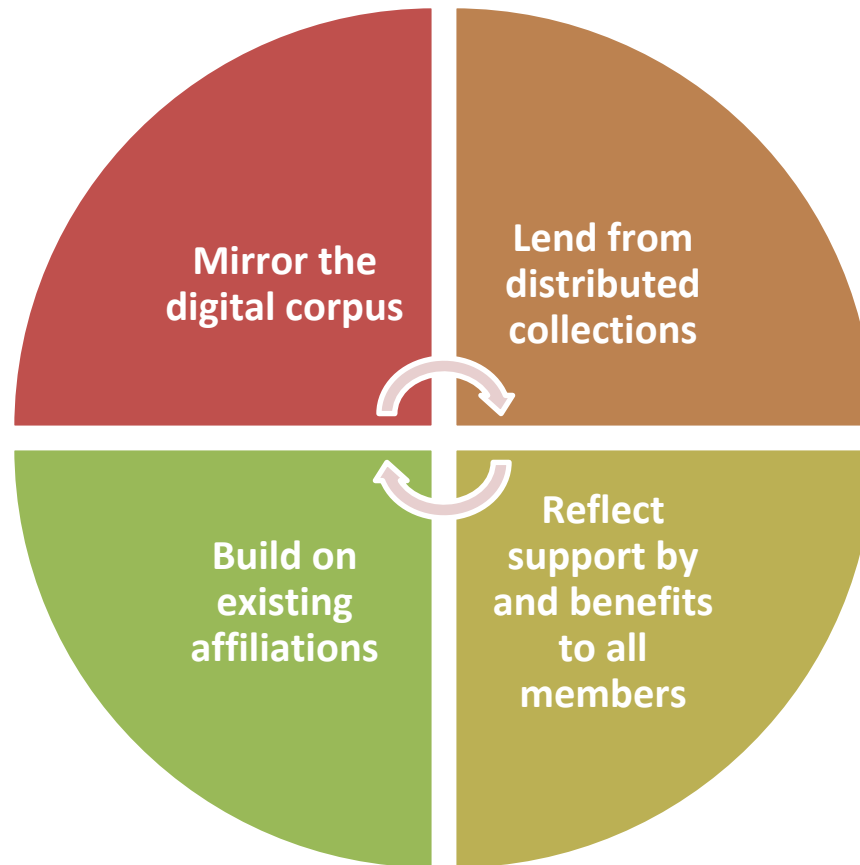 Mirror the
digital corpus
Lend from
distributed
collections
Build on
existing
affiliations
Reflect
support by
and benefits
to all
members